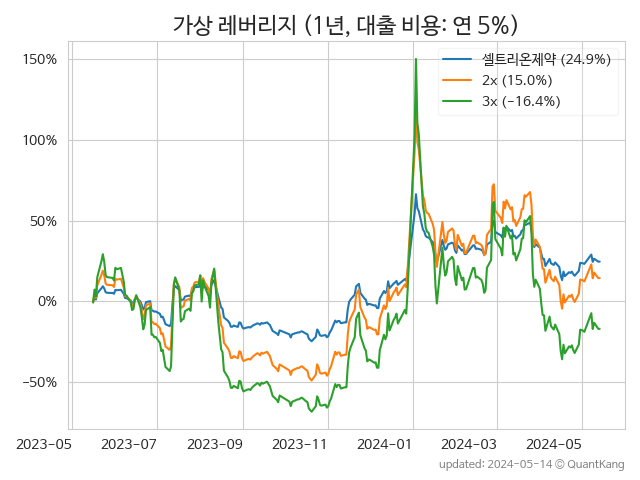 가상 레버리지 (1년, 대출 비용: 연 5%)
셀트리온제약 (24.9%)
2x (15.0%)
3x (−16.4%)
150%
100%
50%
0%
−50%
2023−05 2023−07 2023−09 2023−11 2024−01 2024−03 2024−05
updated: 2024−05−14 © QuantKang